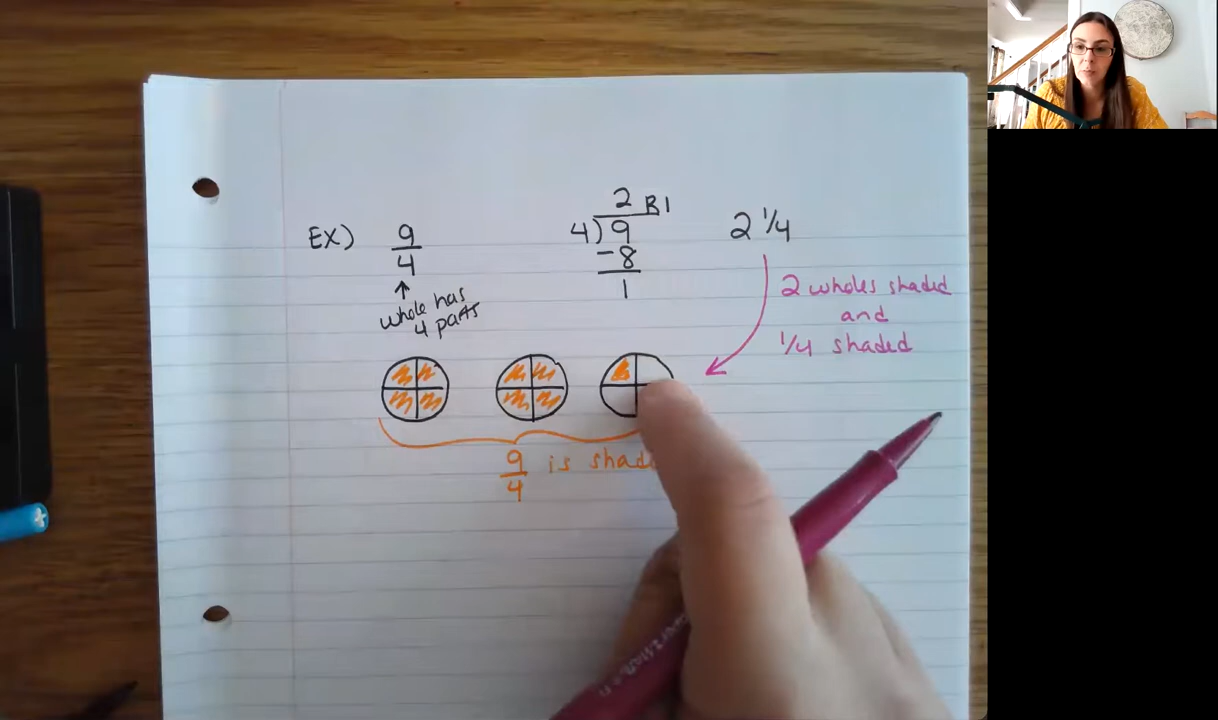 EX) 9/4
2 R1
4) 9
-8
1
2 1/4
whole has
4 parts
2 wholes shaded
and
1/4 shaded
9/4 is